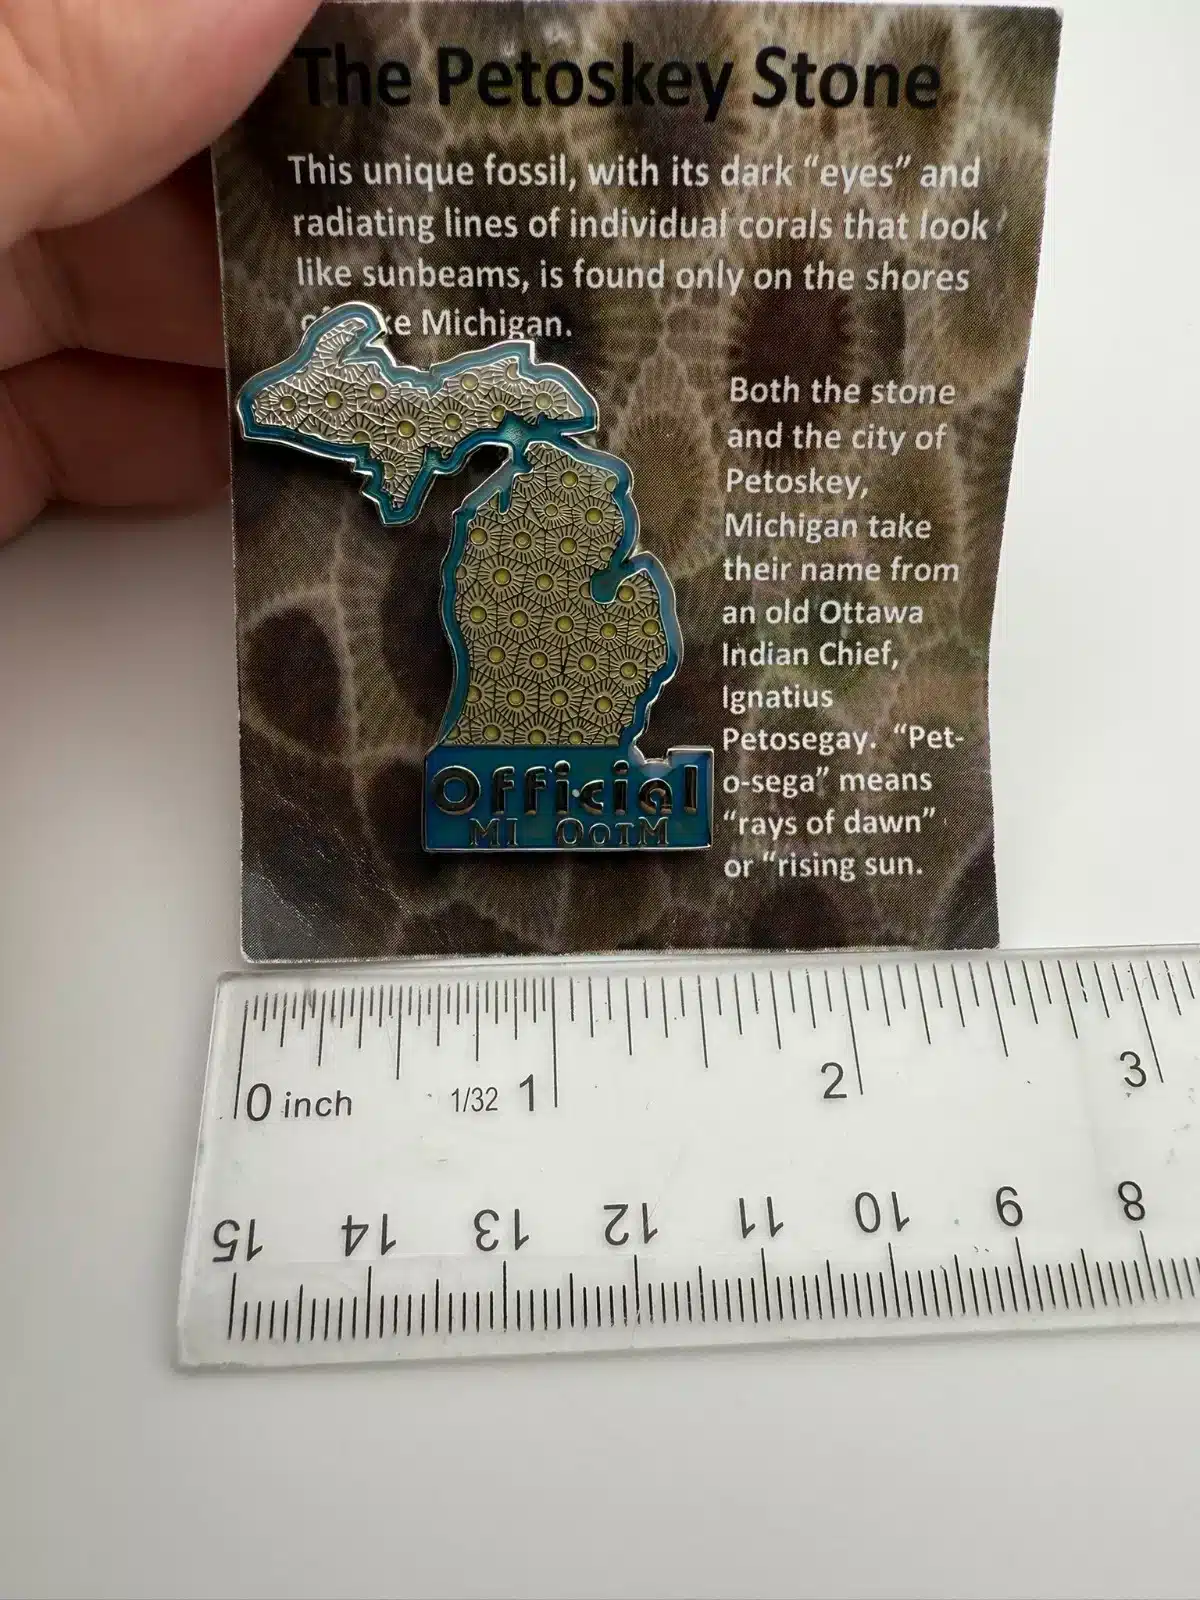 The Petoskey Stone
This unique fossil, with its dark “eyes” and
radiating lines of individual corals that look
like sunbeams, is found only on the shores
Michigan.
Both the stone
and the city of
Petoskey,
Michigan take
their name from
an old Ottawa
Indian Chief,
Ignatius
Petosegay. “Pet-
o-sega” means
“rays of dawn”
or “rising sun.
Official
MI OotM
0 inch 1/32 1 2 3
15 14 13 12 11 10 9 8